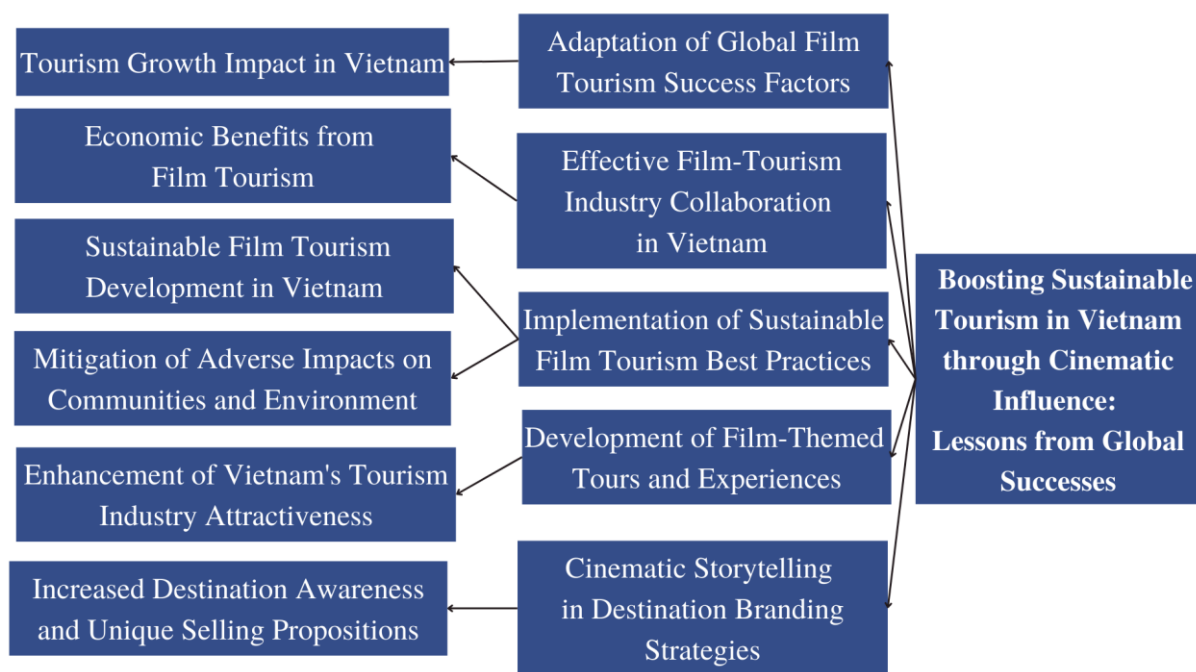 Tourism Growth Impact in Vietnam
Economic Benefits from
Film Tourism
Sustainable Film Tourism
Development in Vietnam
Mitigation of Adverse Impacts on
Communities and Environment
Enhancement of Vietnam's Tourism
Industry Attractiveness
Increased Destination Awareness
and Unique Selling Propositions
Adaptation of Global Film
Tourism Success Factors
Effective Film-Tourism
Industry Collaboration
in Vietnam
Implementation of Sustainable
Film Tourism Best Practices
Development of Film-Themed
Tours and Experiences
Cinematic Storytelling
in Destination Branding
Strategies
Boosting Sustainable
Tourism in Vietnam
through Cinematic
Influence:
Lessons from Global
Successes